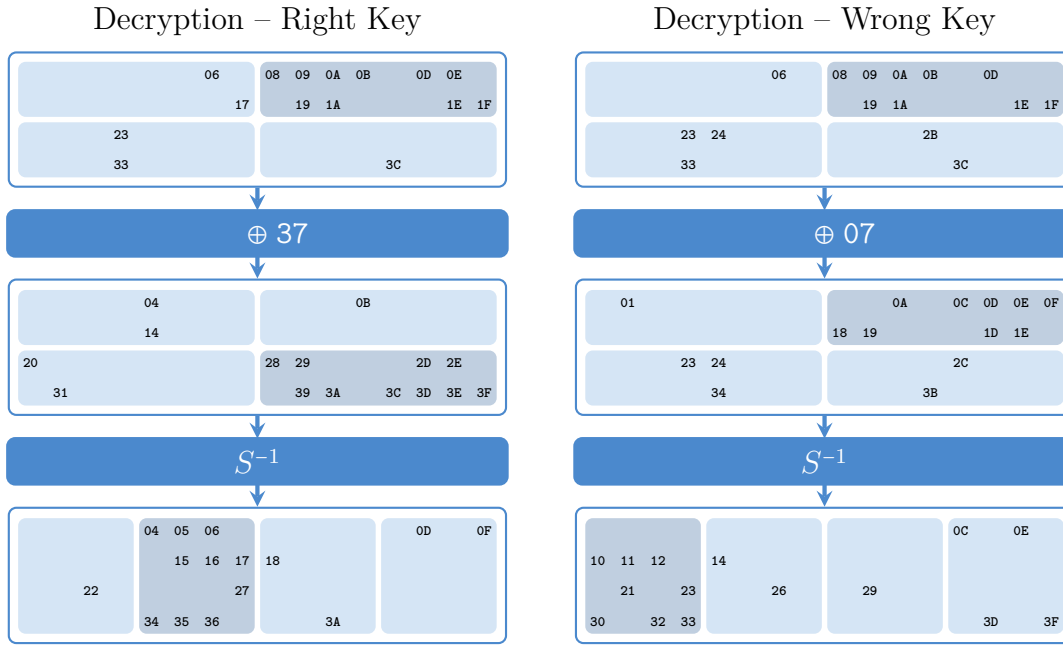 Decryption – Right Key
06 08 09 0A 0B 0D 0E
17 19 1A 1E 1F
23
33 3C
⊕ 37
04 0B
14
20 28 29 2D 2E
31 39 3A 3C 3D 3E 3F
S⁻¹
04 05 06 0D 0F
15 16 17 18
22 27
34 35 36 3A
Decryption – Wrong Key
06 08 09 0A 0B 0D
19 1A 1E 1F
23 24 2B
33 3C
⊕ 07
01 0A 0C 0D 0E 0F
18 19 1D 1E
23 24 2C
34 3B
S⁻¹
0C 0E
10 11 12 14
21 23 26 29
30 32 33 3D 3F